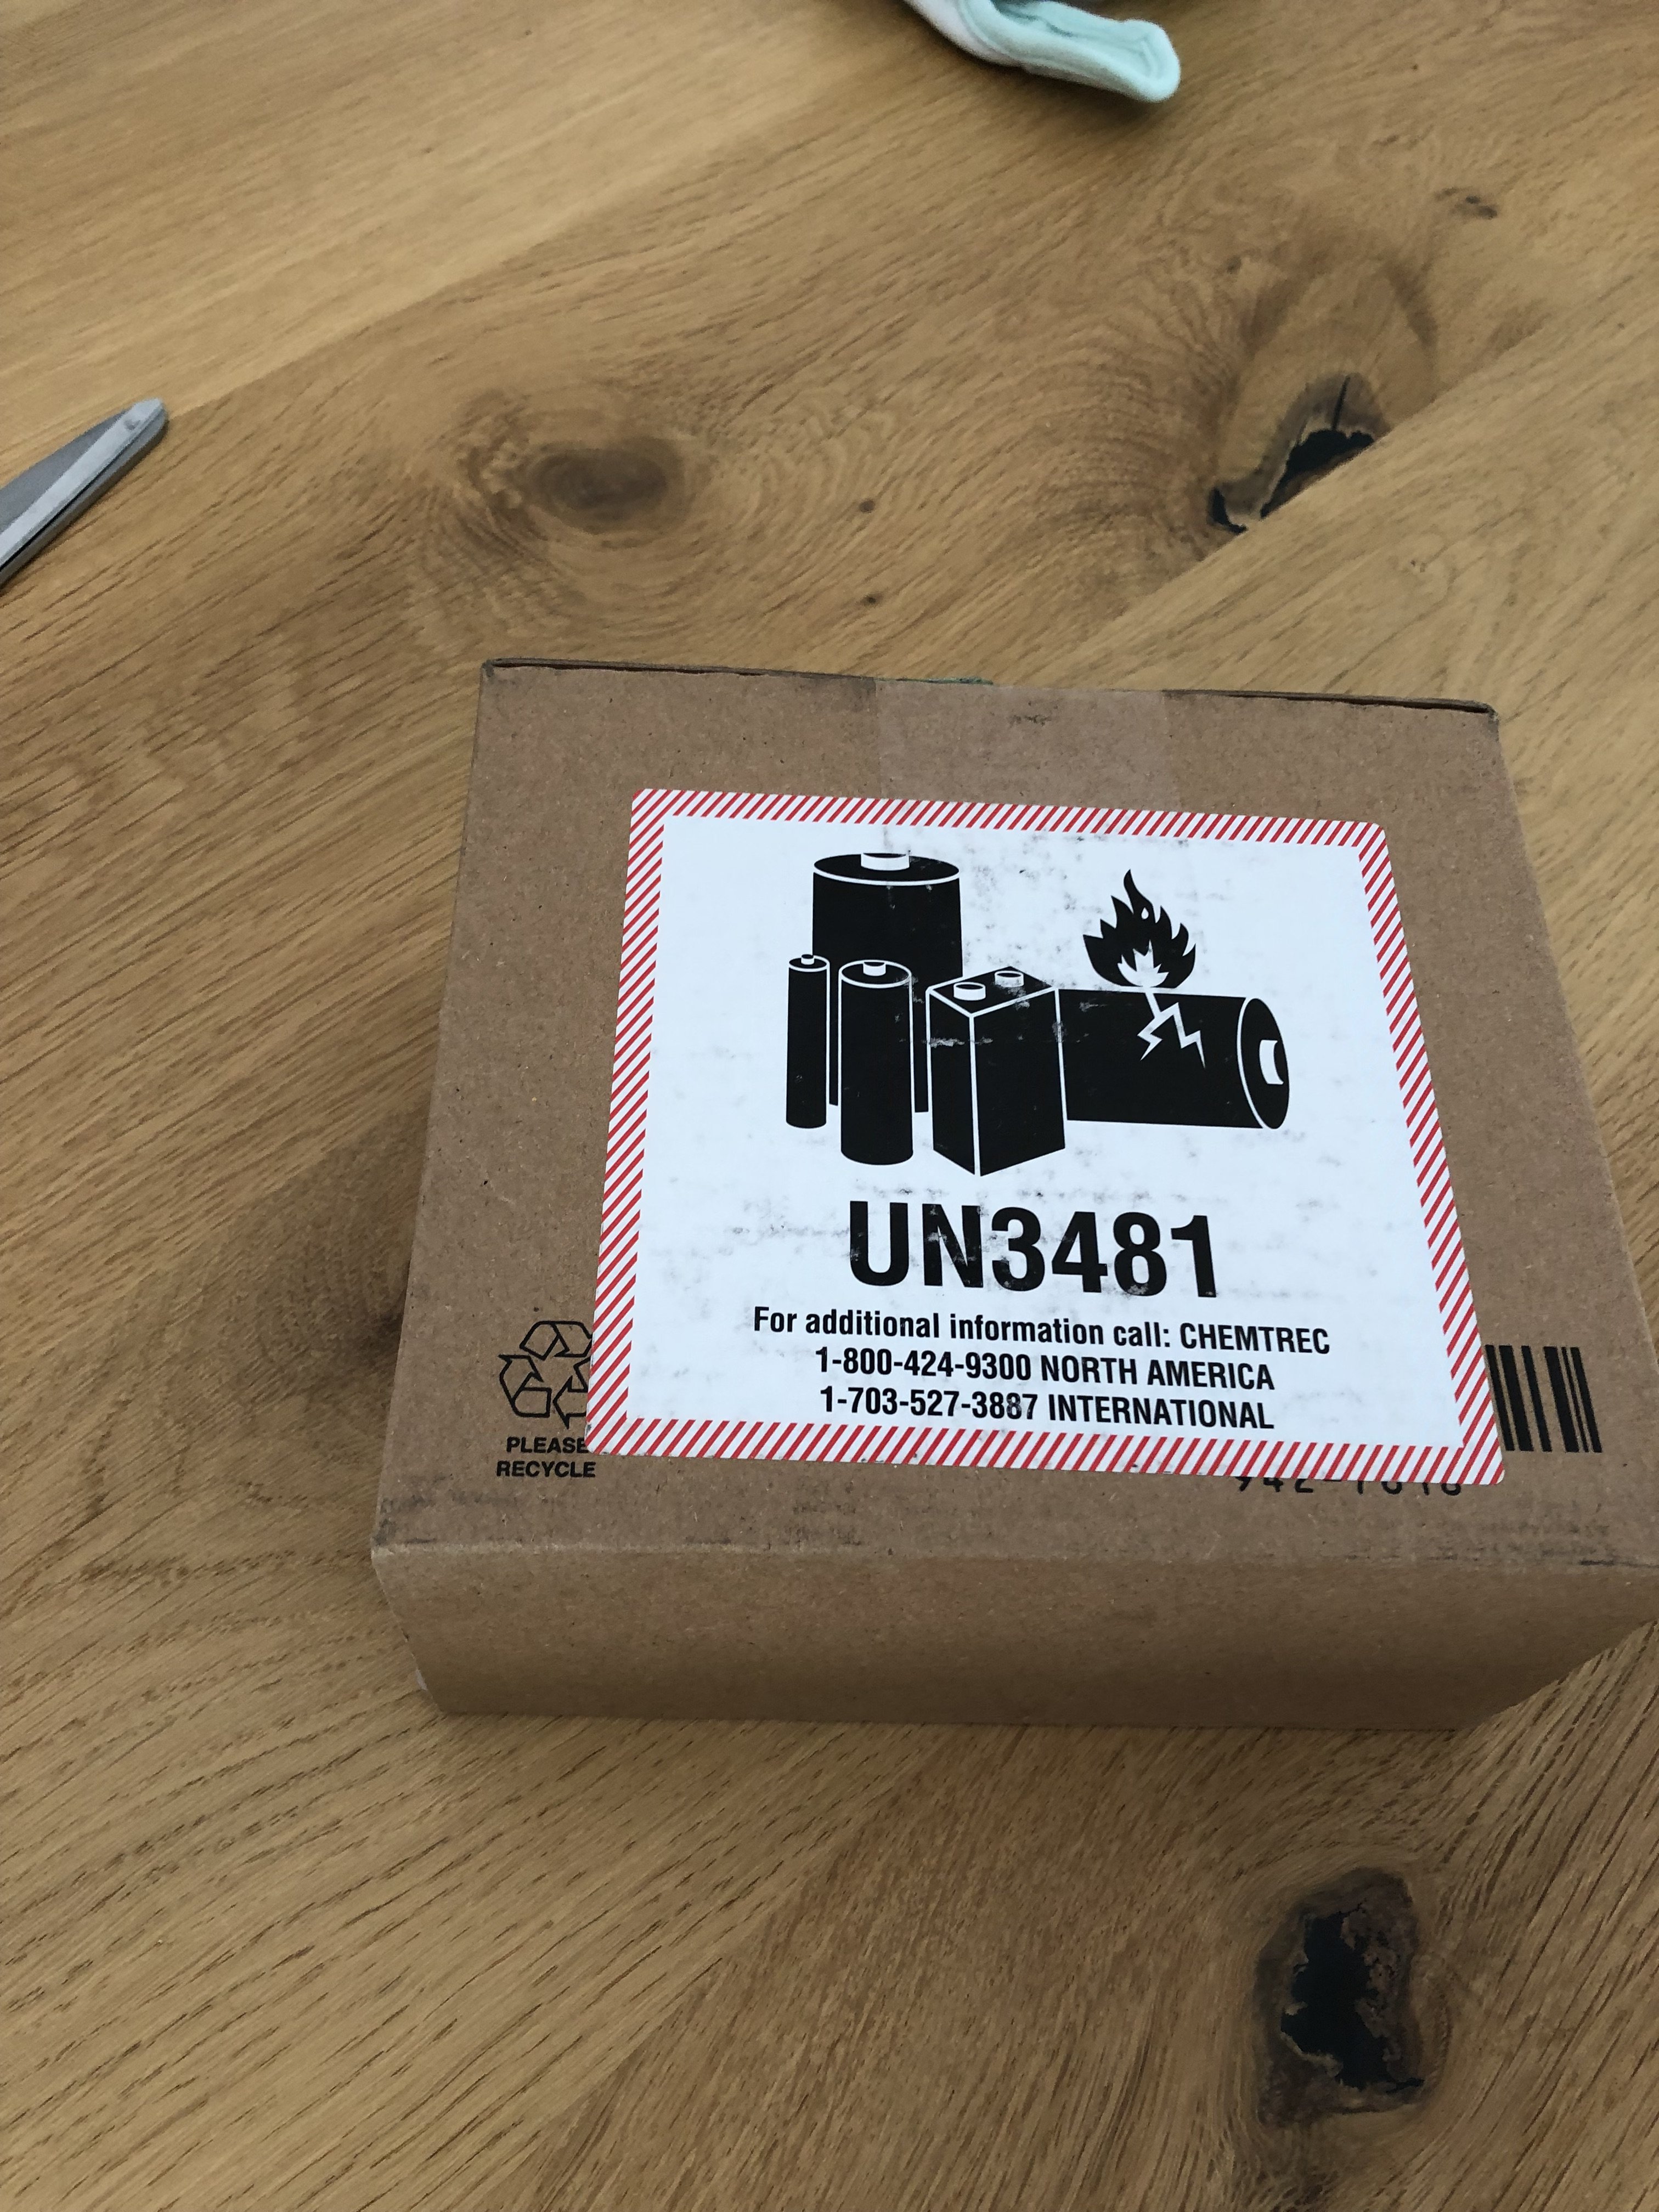 UN3481
For additional information call: CHEMTREC
1-800-424-9300 NORTH AMERICA
1-703-527-3887 INTERNATIONAL
PLEASE
RECYCLE